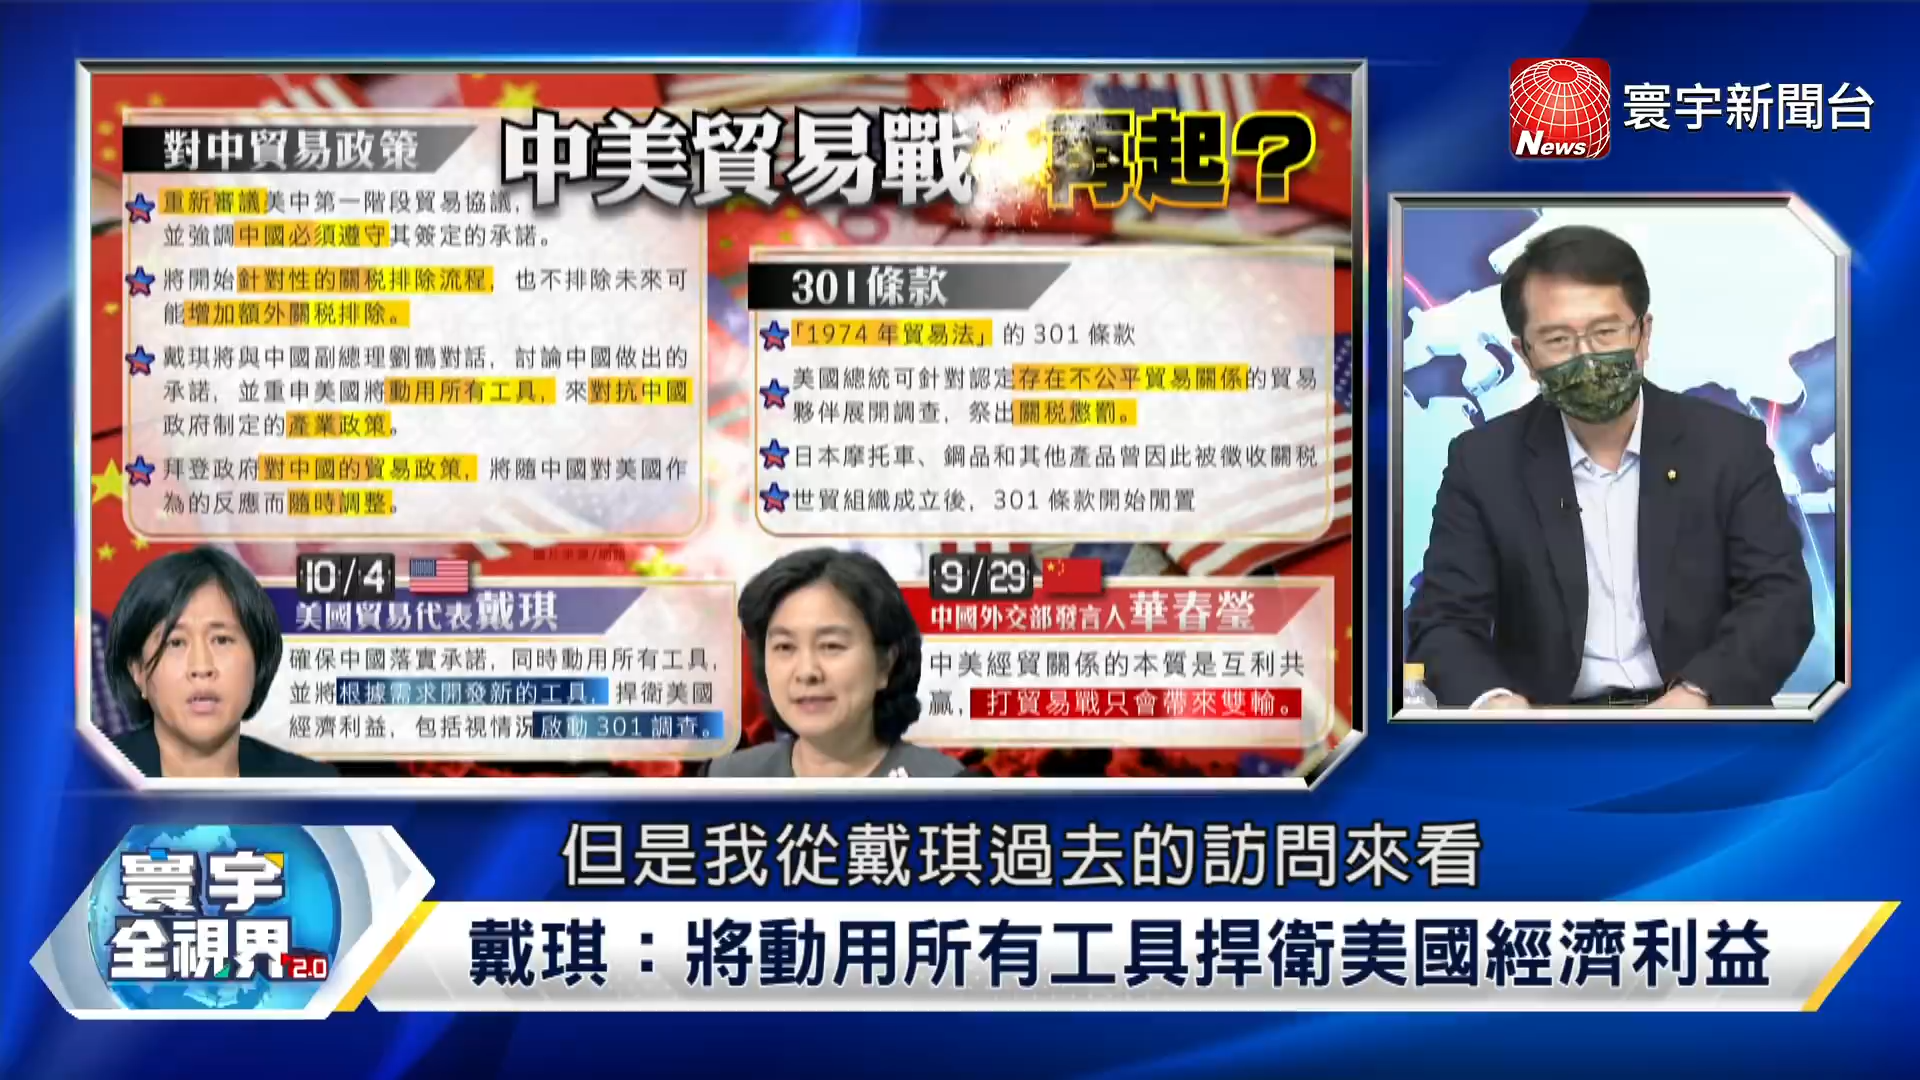 中美貿易戰 再起?
對中貿易政策
重新審議美中第一階段貿易協議,
並強調中國必須遵守其簽定的承諾。
將開始針對性的關稅排除流程, 也不排除未來可
能增加額外關稅排除。
戴琪將與中國副總理劉鶴對話, 討論中國做出的
承諾, 並重申美國將動用所有工具, 來對抗中國
政府制定的產業政策。
拜登政府對中國的貿易政策, 將隨中國對美國作
為的反應而隨時調整。
301條款
「1974 年貿易法」的 301 條款
美國總統可針對認定存在不公平貿易關係的貿易
夥伴展開調查, 祭出關稅懲罰。
日本摩托車、鋼品和其他產品曾因此被徵收關稅
世貿組織成立後, 301 條款開始閒置
圖片來源/網路
10/4
美國貿易代表戴琪
確保中國落實承諾, 同時動用所有工具,
並將根據需求開發新的工具, 捍衛美國
經濟利益, 包括視情況啟動 301 調查。
9/29
中國外交部發言人華春瑩
中美經貿關係的本質是互利共
贏, 打貿易戰只會帶來雙輸。
News
寰宇新聞台
但是我從戴琪過去的訪問來看
寰宇
全視界2.0
戴琪：將動用所有工具捍衛美國經濟利益